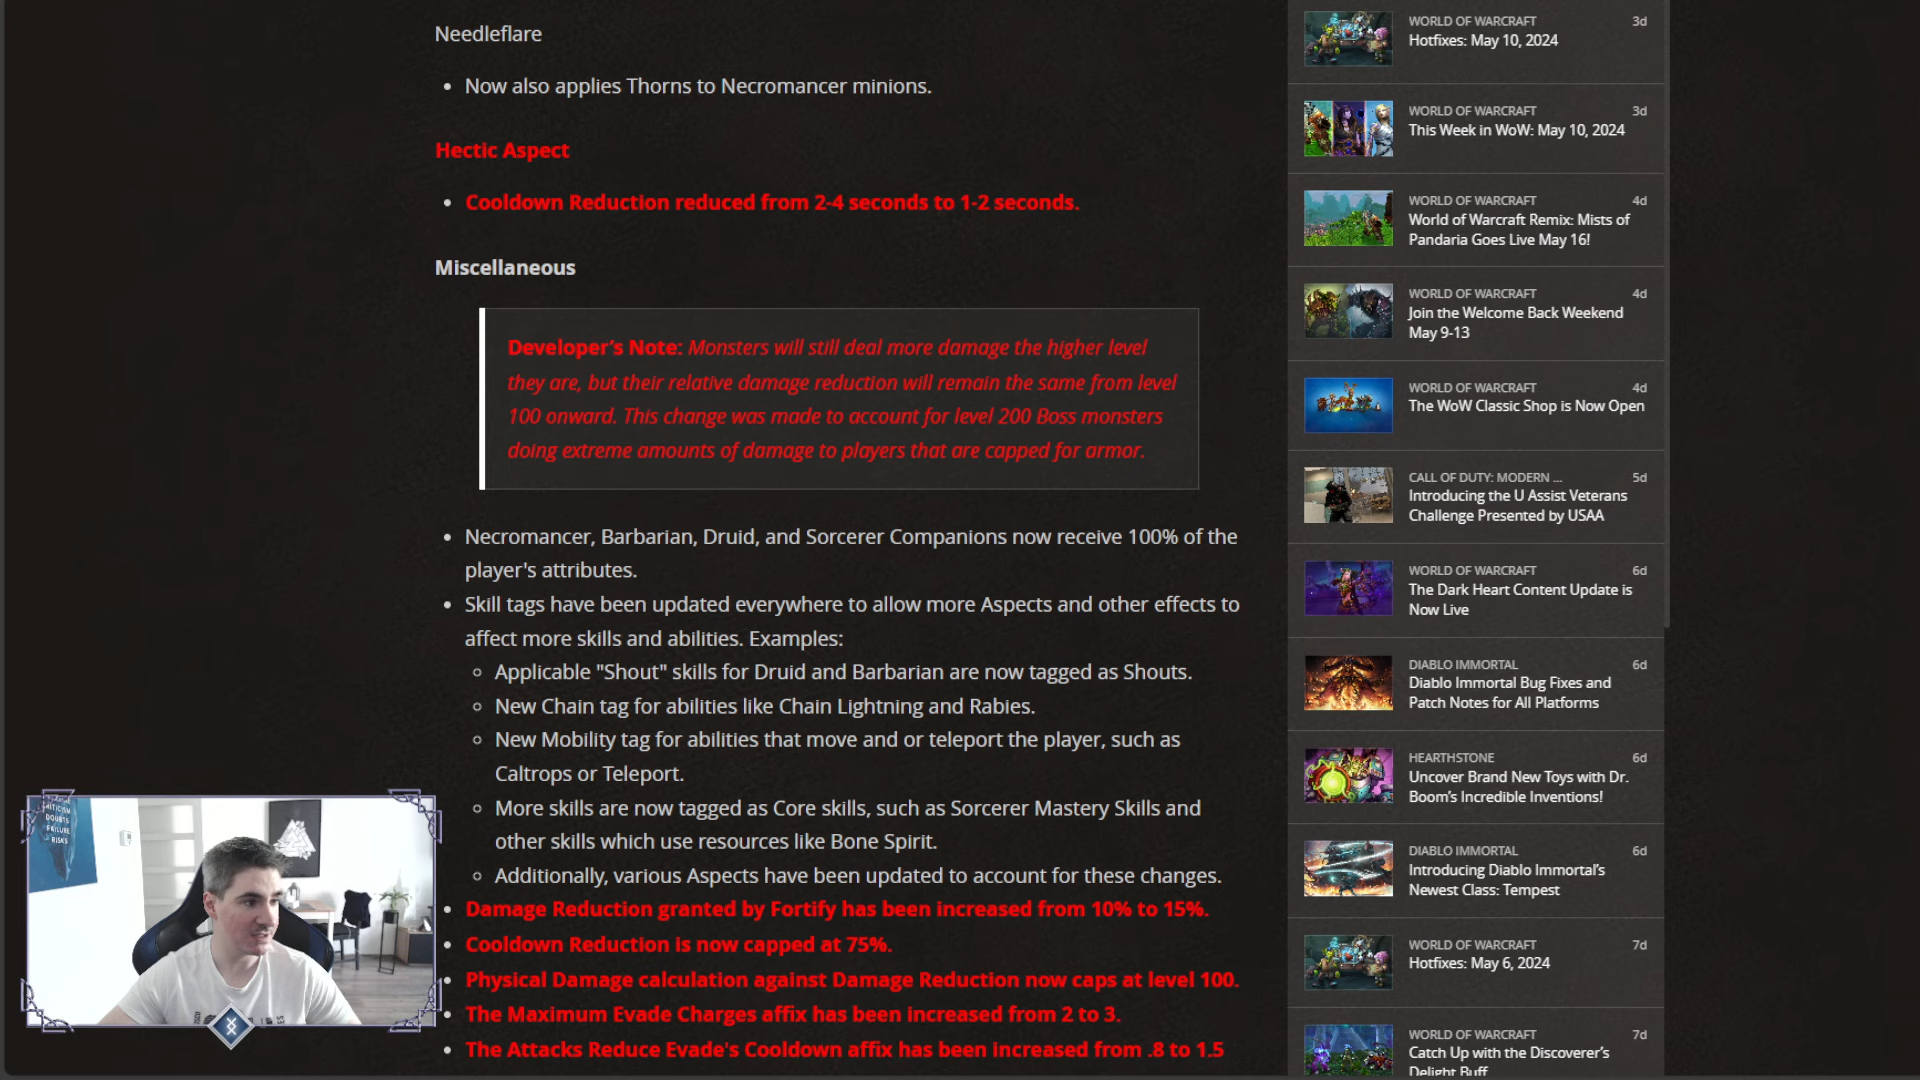 Needleflare
• Now also applies Thorns to Necromancer minions.
Hectic Aspect
• Cooldown Reduction reduced from 2-4 seconds to 1-2 seconds.
Miscellaneous
Developer’s Note: Monsters will still deal more damage the higher level
they are, but their relative damage reduction will remain the same from level
100 onward. This change was made to account for level 200 Boss monsters
doing extreme amounts of damage to players that are capped for armor.
• Necromancer, Barbarian, Druid, and Sorcerer Companions now receive 100% of the
player's attributes.
• Skill tags have been updated everywhere to allow more Aspects and other effects to
affect more skills and abilities. Examples:
◦ Applicable "Shout" skills for Druid and Barbarian are now tagged as Shouts.
◦ New Chain tag for abilities like Chain Lightning and Rabies.
◦ New Mobility tag for abilities that move and or teleport the player, such as
Caltrops or Teleport.
◦ More skills are now tagged as Core skills, such as Sorcerer Mastery Skills and
other skills which use resources like Bone Spirit.
◦ Additionally, various Aspects have been updated to account for these changes.
• Damage Reduction granted by Fortify has been increased from 10% to 15%.
• Cooldown Reduction is now capped at 75%.
• Physical Damage calculation against Damage Reduction now caps at level 100.
• The Maximum Evade Charges affix has been increased from 2 to 3.
• The Attacks Reduce Evade's Cooldown affix has been increased from .8 to 1.5
WORLD OF WARCRAFT 3d
Hotfixes: May 10, 2024
WORLD OF WARCRAFT 3d
This Week in WoW: May 10, 2024
WORLD OF WARCRAFT 4d
World of Warcraft Remix: Mists of
Pandaria Goes Live May 16!
WORLD OF WARCRAFT 4d
Join the Welcome Back Weekend
May 9-13
WORLD OF WARCRAFT 4d
The WoW Classic Shop is Now Open
CALL OF DUTY: MODERN ... 5d
Introducing the U Assist Veterans
Challenge Presented by USAA
WORLD OF WARCRAFT 6d
The Dark Heart Content Update is
Now Live
DIABLO IMMORTAL 6d
Diablo Immortal Bug Fixes and
Patch Notes for All Platforms
HEARTHSTONE 6d
Uncover Brand New Toys with Dr.
Boom’s Incredible Inventions!
DIABLO IMMORTAL 6d
Introducing Diablo Immortal’s
Newest Class: Tempest
WORLD OF WARCRAFT 7d
Hotfixes: May 6, 2024
WORLD OF WARCRAFT 7d
Catch Up with the Discoverer’s
Delight Buff
DOUBTS
FAILURE
RISKS